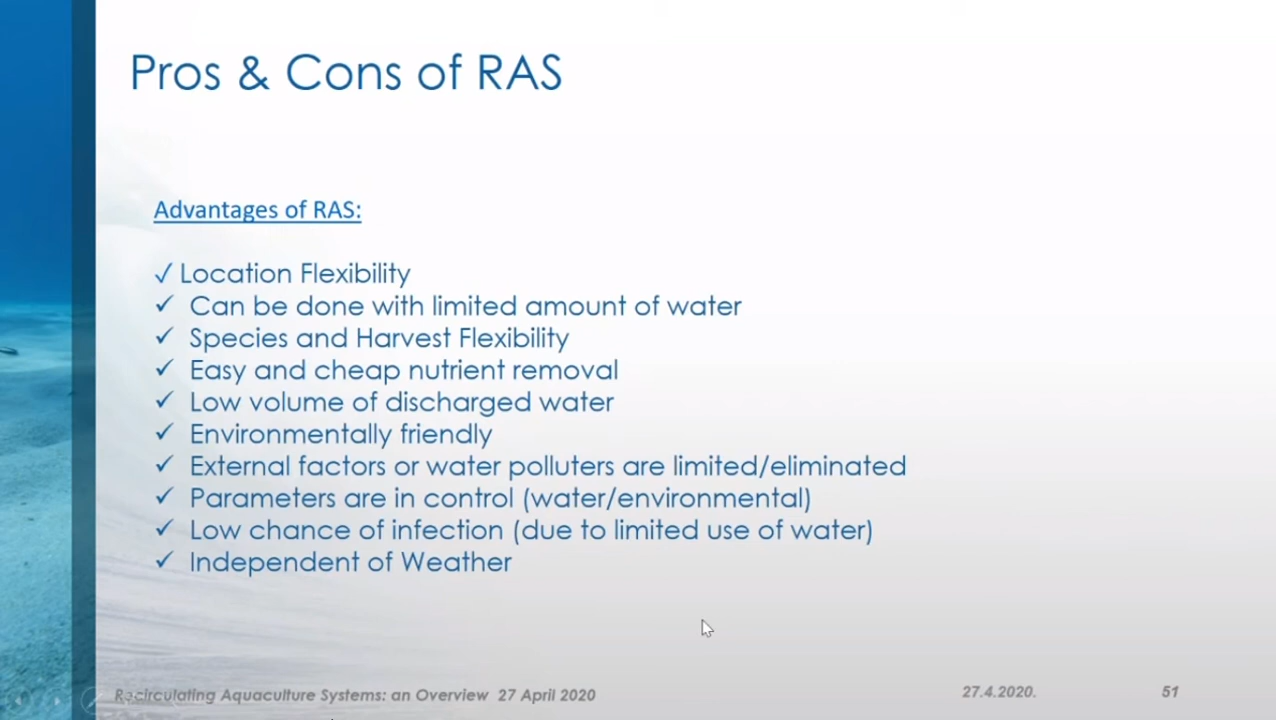 Pros & Cons of RAS
Advantages of RAS:
✓ Location Flexibility
✓ Can be done with limited amount of water
✓ Species and Harvest Flexibility
✓ Easy and cheap nutrient removal
✓ Low volume of discharged water
✓ Environmentally friendly
✓ External factors or water polluters are limited/eliminated
✓ Parameters are in control (water/environmental)
✓ Low chance of infection (due to limited use of water)
✓ Independent of Weather
Recirculating Aquaculture Systems: an Overview 27 April 2020
27.4.2020.
51